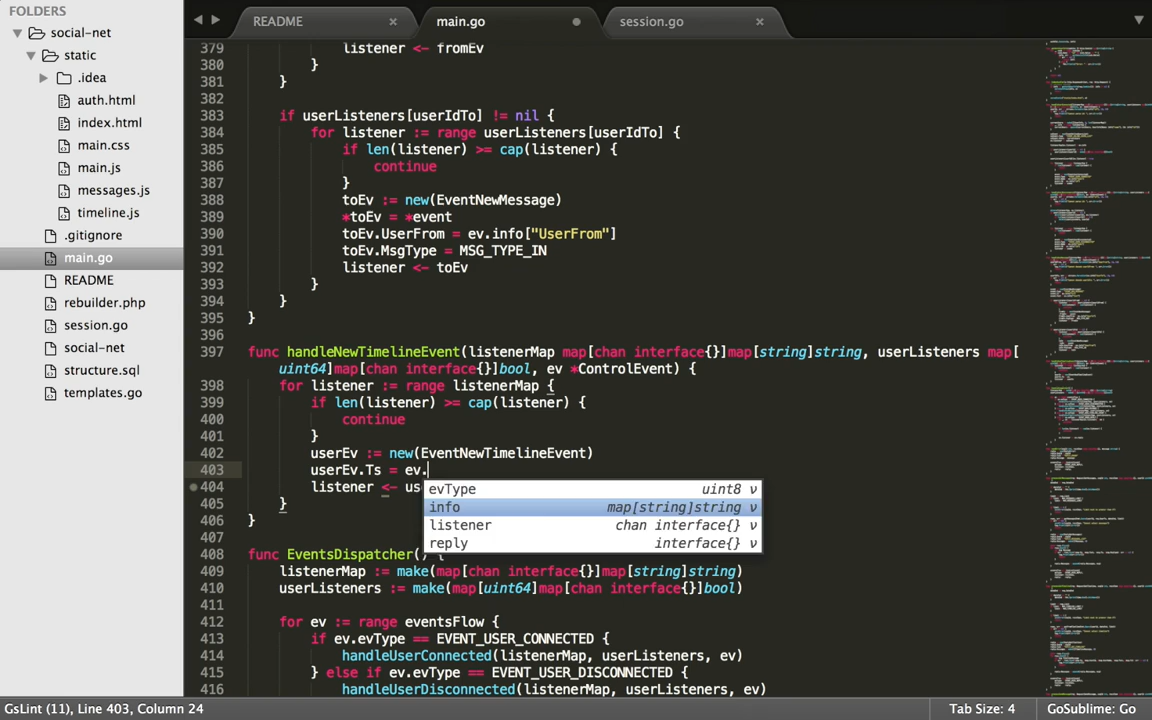 FOLDERS
social-net
static
.idea
auth.html
index.html
main.css
main.js
messages.js
timeline.js
.gitignore
main.go
README
rebuilder.php
session.go
social-net
structure.sql
templates.go
README
main.go
session.go
379 listener <- fromEv
380 }
381 }
382
383 if userListeners[userIdTo] != nil {
384 for listener := range userListeners[userIdTo] {
385 if len(listener) >= cap(listener) {
386 continue
387 }
388 toEv := new(EventNewMessage)
389 *toEv = *event
390 toEv.UserFrom = ev.info["UserFrom"]
391 toEv.MsgType = MSG_TYPE_IN
392 listener <- toEv
393 }
394 }
395 }
396
397 func handleNewTimelineEvent(listenerMap map[chan interface{}]map[string]string, userListeners map[
uint64]map[chan interface{}]bool, ev *ControlEvent) {
398 for listener := range listenerMap {
399 if len(listener) >= cap(listener) {
400 continue
401 }
402 userEv := new(EventNewTimelineEvent)
403 userEv.Ts = ev.
404 listener <- us
405 }
406 }
407
408 func EventsDispatcher() {
409 listenerMap := make(map[chan interface{}]map[string]string)
410 userListeners := make(map[uint64]map[chan interface{}]bool)
411
412 for ev := range eventsFlow {
413 if ev.evType == EVENT_USER_CONNECTED {
414 handleUserConnected(listenerMap, userListeners, ev)
415 } else if ev.evType == EVENT_USER_DISCONNECTED {
416 handleUserDisconnected(listenerMap, userListeners, ev)
evType uint8 ν
info map[string]string ν
listener chan interface{} ν
reply interface{} ν
GsLint (11), Line 403, Column 24
Tab Size: 4
GoSublime: Go